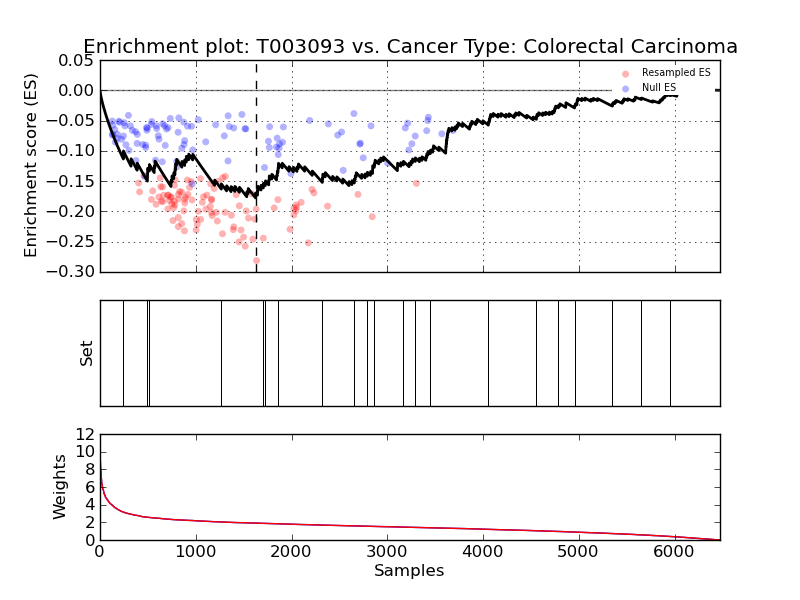 Enrichment plot: T003093 vs. Cancer Type: Colorectal Carcinoma
0.05
0.00
−0.05
−0.10
−0.15
−0.20
−0.25
−0.30
Enrichment score (ES)
Resampled ES
Null ES
Set
12
10
8
6
4
2
0
Weights
0 1000 2000 3000 4000 5000 6000
Samples